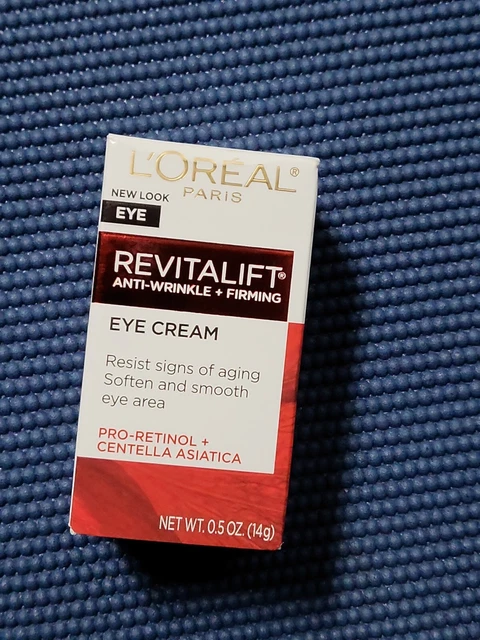 L'ORÉAL®
PARIS
NEW LOOK
EYE
REVITALIFT®
ANTI-WRINKLE + FIRMING
EYE CREAM
Resist signs of aging
Soften and smooth
eye area
PRO-RETINOL +
CENTELLA ASIATICA
NET WT. 0.5 OZ. (14g)